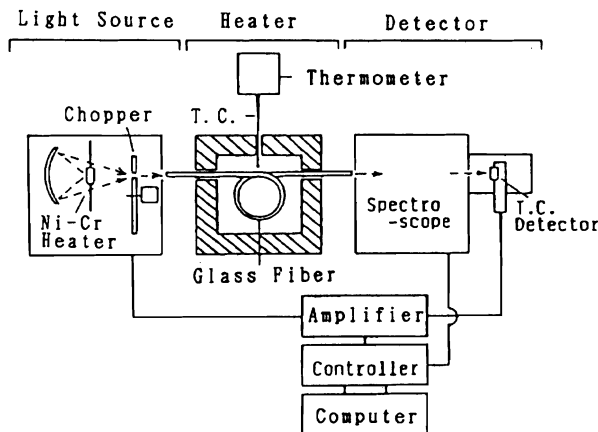 Light Source
Heater
Detector
Thermometer
T.C.
Chopper
Ni-Cr
Heater
Glass Fiber
Spectro
-scope
T.C.
Detector
Amplifier
Controller
Computer